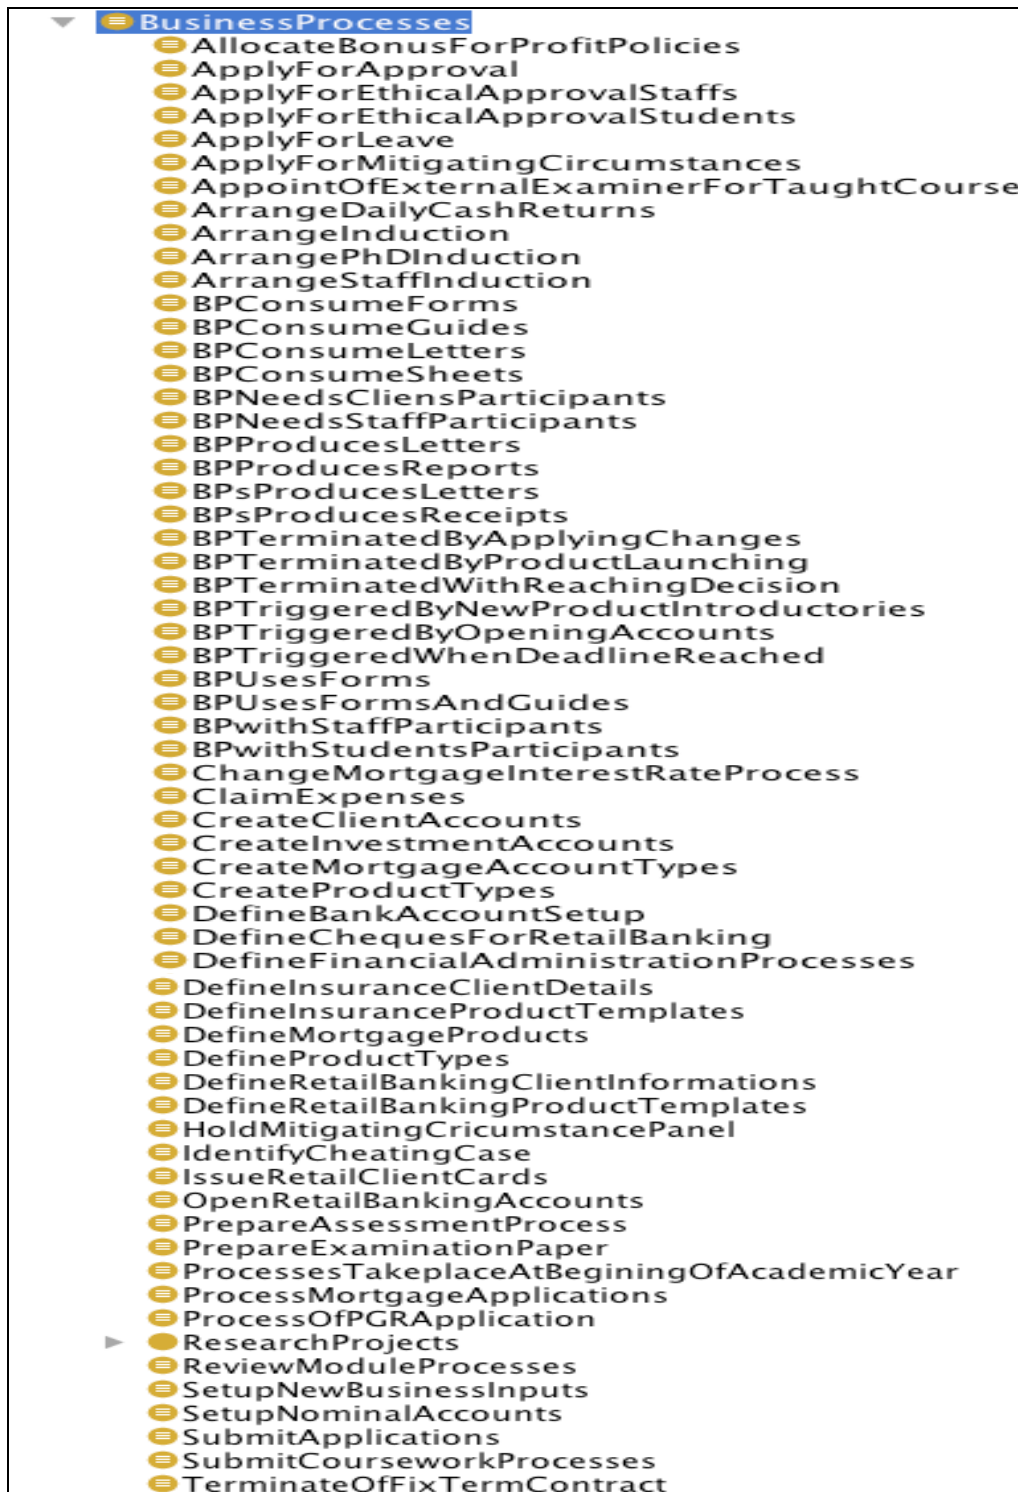 BusinessProcesses
AllocateBonusForProfitPolicies
ApplyForApproval
ApplyForEthicalApprovalStaffs
ApplyForEthicalApprovalStudents
ApplyForLeave
ApplyForMitigatingCircumstances
AppointOfExternalExaminerForTaughtCourse
ArrangeDailyCashReturns
ArrangeInduction
ArrangePhDInduction
ArrangeStaffInduction
BPConsumeForms
BPConsumeGuides
BPConsumeLetters
BPConsumeSheets
BPNeedsCliensParticipants
BPNeedsStaffParticipants
BPProducesLetters
BPProducesReports
BPsProducesLetters
BPsProducesReceipts
BPTerminatedByApplyingChanges
BPTerminatedByProductLaunching
BPTerminatedWithReachingDecision
BPTriggeredByNewProductIntroductories
BPTriggeredByOpeningAccounts
BPTriggeredWhenDeadlineReached
BPUsesForms
BPUsesFormsAndGuides
BPwithStaffParticipants
BPwithStudentsParticipants
ChangeMortgageInterestRateProcess
ClaimExpenses
CreateClientAccounts
CreateInvestmentAccounts
CreateMortgageAccountTypes
CreateProductTypes
DefineBankAccountSetup
DefineChequesForRetailBanking
DefineFinancialAdministrationProcesses
DefineInsuranceClientDetails
DefineInsuranceProductTemplates
DefineMortgageProducts
DefineProductTypes
DefineRetailBankingClientInformations
DefineRetailBankingProductTemplates
HoldMitigatingCricumstancePanel
IdentifyCheatingCase
IssueRetailClientCards
OpenRetailBankingAccounts
PrepareAssessmentProcess
PrepareExaminationPaper
ProcessesTakeplaceAtBeginingOfAcademicYear
ProcessMortgageApplications
ProcessOfPGRApplication
ResearchProjects
ReviewModuleProcesses
SetupNewBusinessInputs
SetupNominalAccounts
SubmitApplications
SubmitCourseworkProcesses
TerminateOfFixTermContract